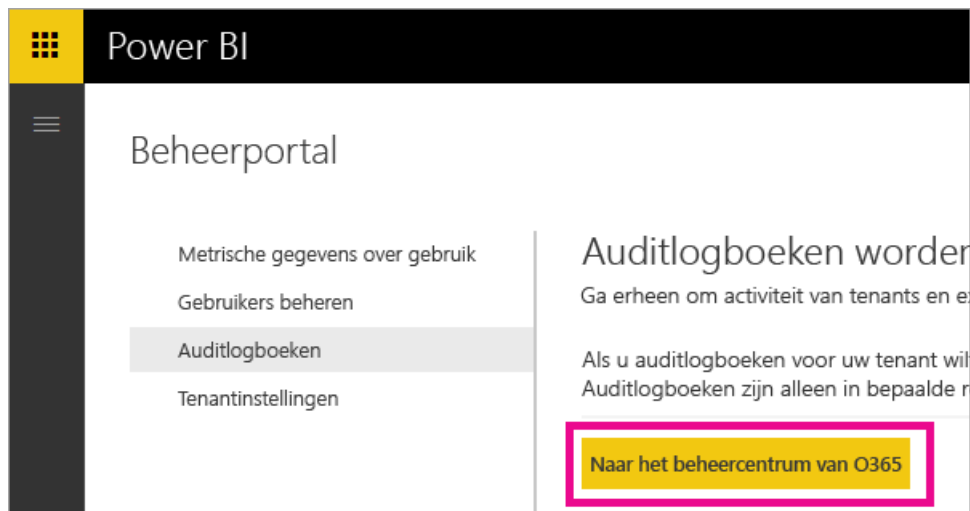 Power BI
Beheerportal
Metrische gegevens over gebruik
Gebruikers beheren
Auditlogboeken
Tenantinstellingen
Auditlogboeken worden
Ga erheen om activiteit van tenants en
Als u auditlogboeken voor uw tenant
Auditlogboeken zijn alleen in bepaalde
Naar het beheercentrum van O365